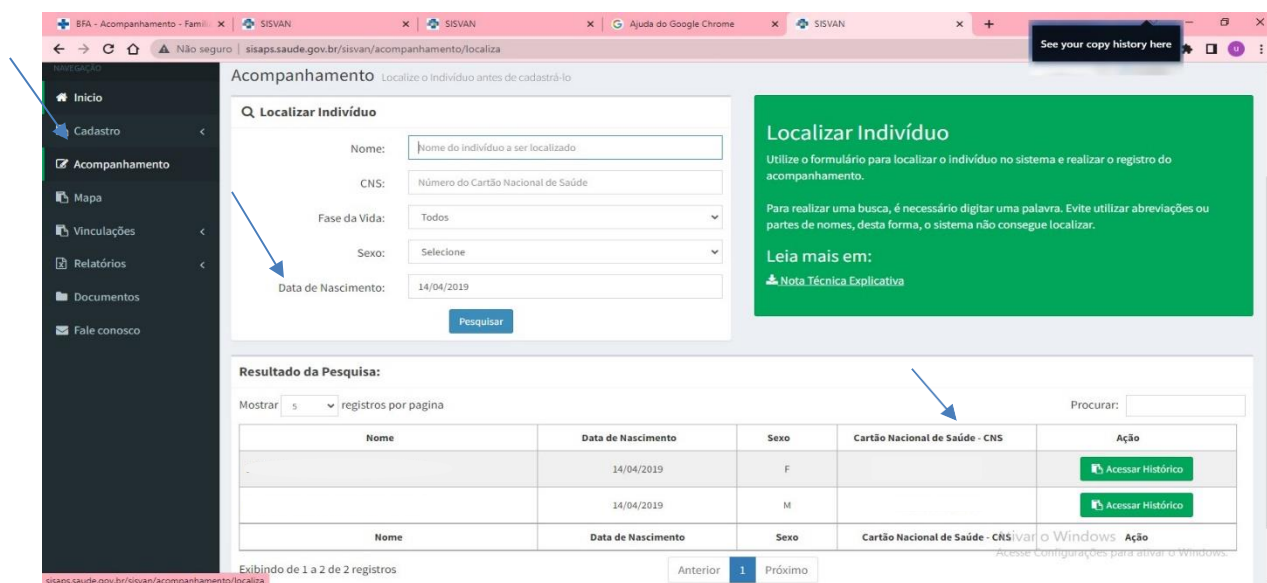 BFA - Acompanhamento - Famíli
SISVAN
SISVAN
Ajuda do Google Chrome
SISVAN
Não seguro | sisaps.saude.gov.br/sisvan/acompanhamento/localiza
See your copy history here
NAVEGAÇÃO
Inicio
Cadastro
Acompanhamento
Mapa
Vinculações
Relatórios
Documentos
Fale conosco
Acompanhamento Localize o Indivíduo antes de cadastrá-lo
Localizar Indivíduo
Nome: Nome do indivíduo a ser localizado
CNS: Número do Cartão Nacional de Saúde
Fase da Vida: Todos
Sexo: Selecione
Data de Nascimento: 14/04/2019
Pesquisar
Localizar Indivíduo
Utilize o formulário para localizar o indivíduo no sistema e realizar o registro do
acompanhamento.
Para realizar uma busca, é necessário digitar uma palavra. Evite utilizar abreviações ou
partes de nomes, desta forma, o sistema não consegue localizar.
Leia mais em:
Nota Técnica Explicativa
Resultado da Pesquisa:
Mostrar 5 registros por pagina
Procurar:
Nome Data de Nascimento Sexo Cartão Nacional de Saúde - CNS Ação
14/04/2019 F Acessar Histórico
14/04/2019 M Acessar Histórico
Nome Data de Nascimento Sexo Cartão Nacional de Saúde - CNS Ação
Ativar o Windows
Acesse Configurações para ativar o Windows.
Exibindo de 1 a 2 de 2 registros
Anterior 1 Próximo
sisaps.saude.gov.br/sisvan/acompanhamento/localiza